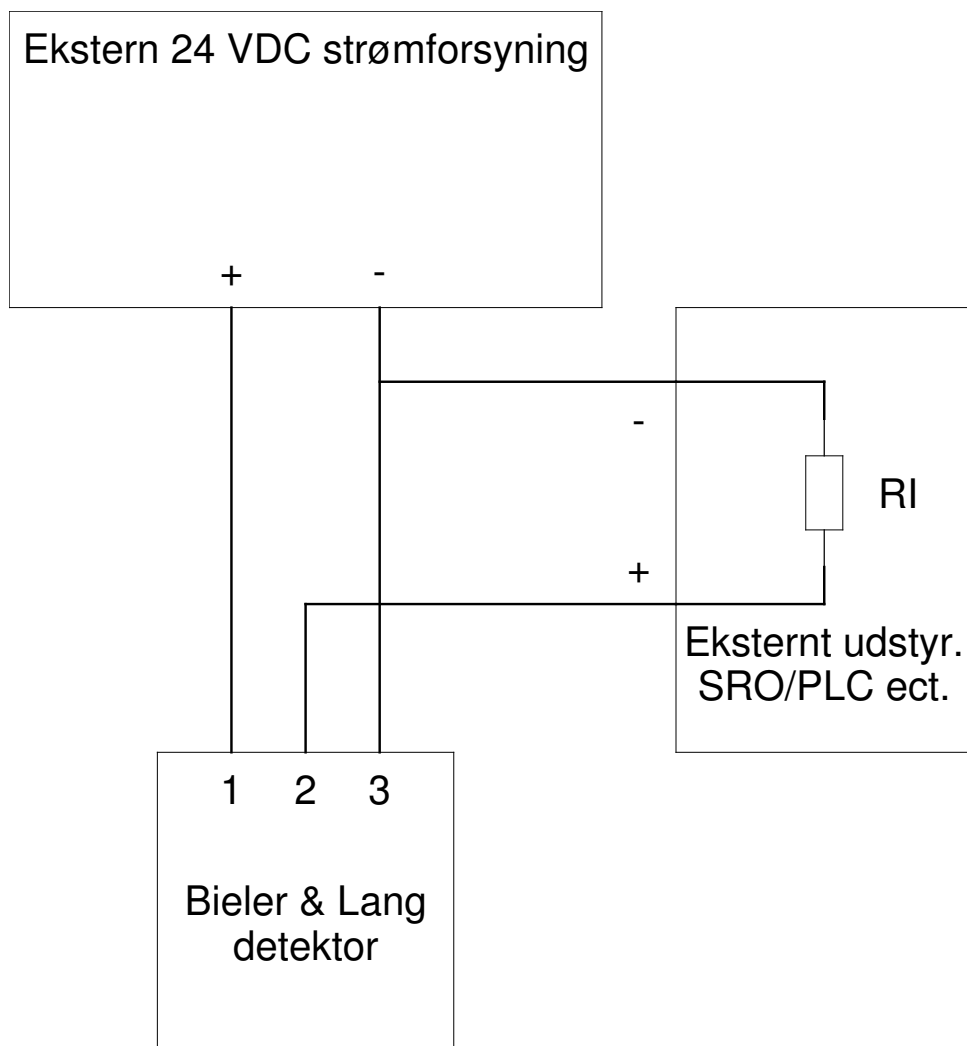 Ekstern 24 VDC strømforsyning
+ -
-
RI
+
Eksternt udstyr.
SRO/PLC ect.
1 2 3
Bieler & Lang
detektor